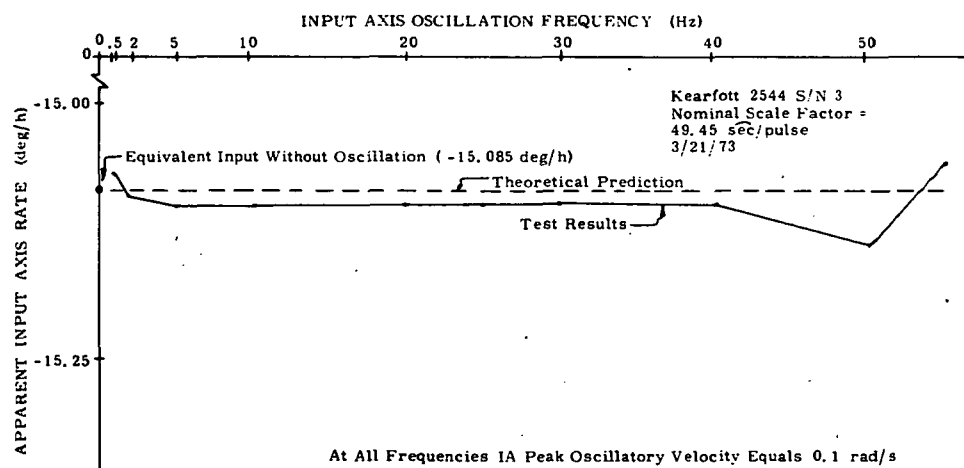 INPUT AXIS OSCILLATION FREQUENCY (Hz)
0 .5 2 5 10 20 30 40 50
0
-15.00
Kearfott 2544 S/N 3
Nominal Scale Factor =
49.45 sec/pulse
3/21/73
Equivalent Input Without Oscillation (-15.085 deg/h)
Theoretical Prediction
Test Results
-15.25
APPARENT INPUT AXIS RATE (deg/h)
At All Frequencies IA Peak Oscillatory Velocity Equals 0.1 rad/s